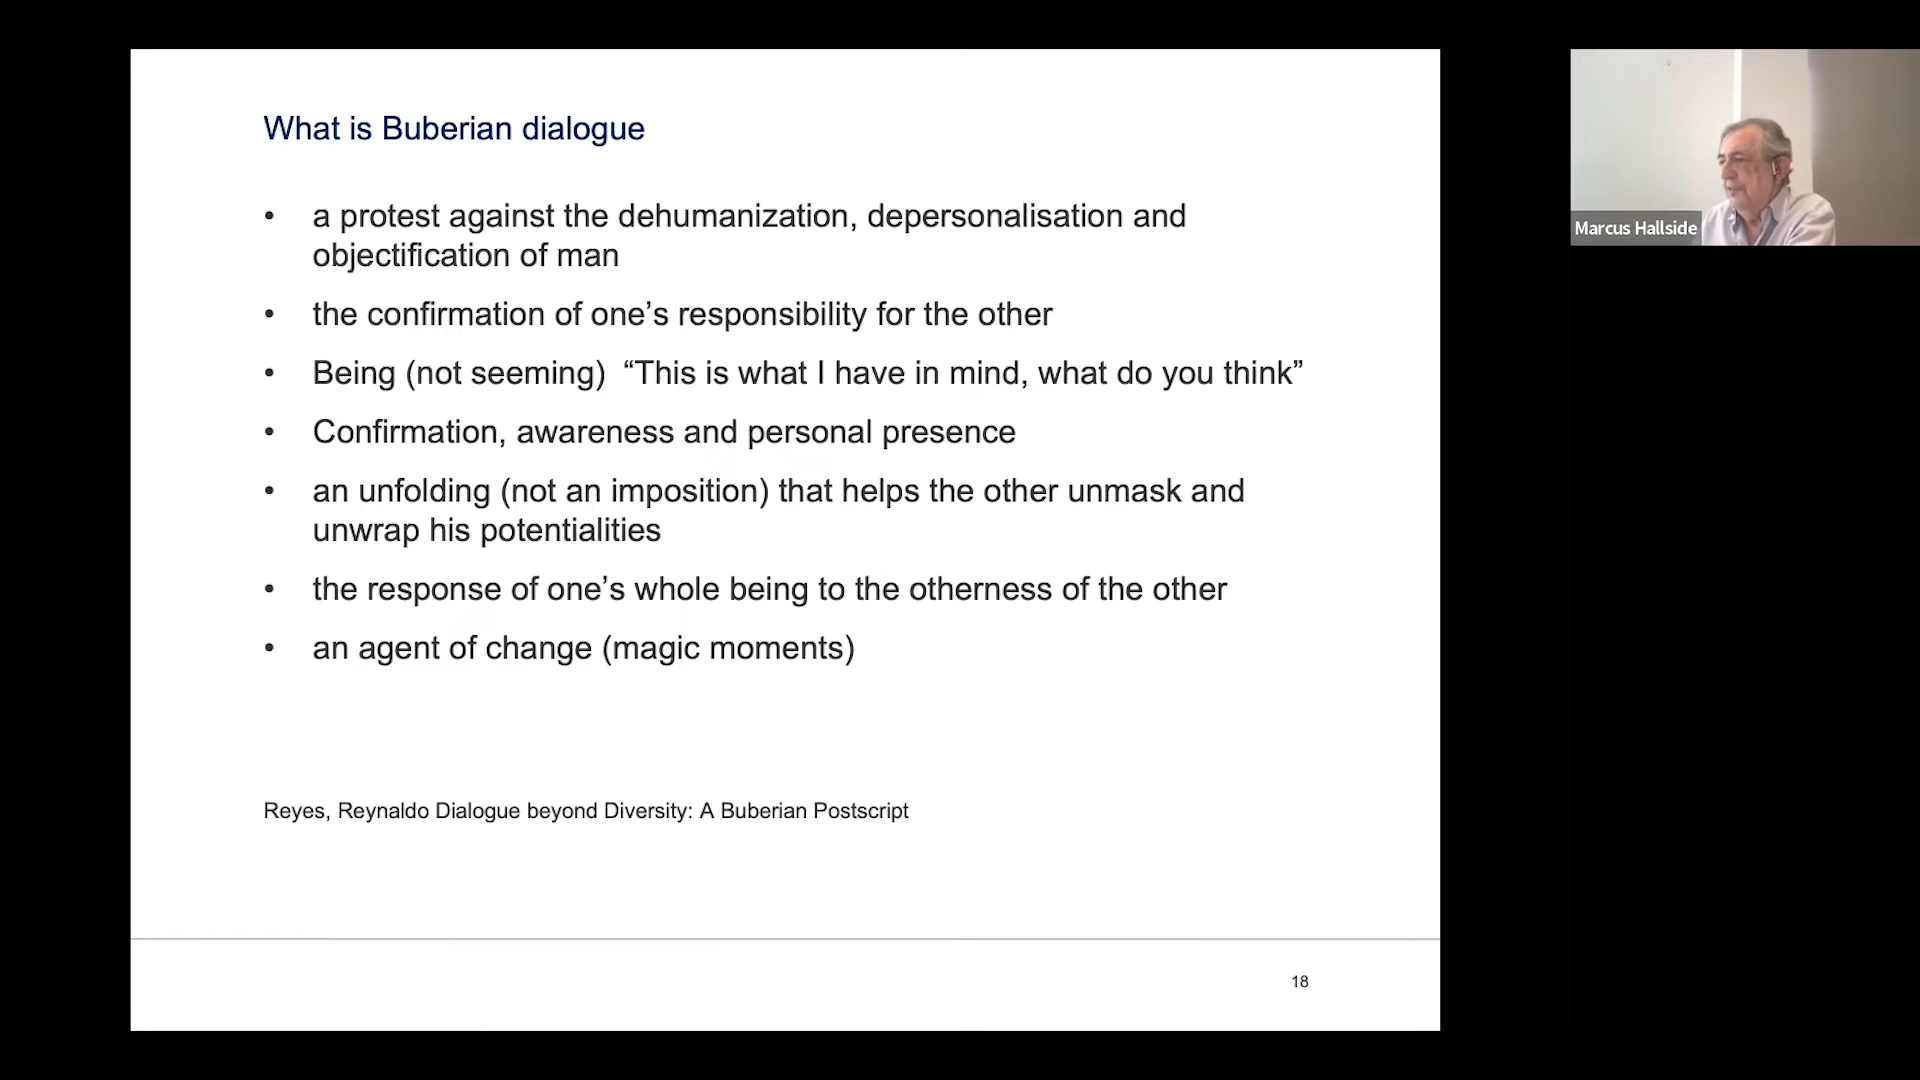 What is Buberian dialogue
• a protest against the dehumanization, depersonalisation and
objectification of man
• the confirmation of one’s responsibility for the other
• Being (not seeming) “This is what I have in mind, what do you think”
• Confirmation, awareness and personal presence
• an unfolding (not an imposition) that helps the other unmask and
unwrap his potentialities
• the response of one’s whole being to the otherness of the other
• an agent of change (magic moments)
Reyes, Reynaldo Dialogue beyond Diversity: A Buberian Postscript
18
Marcus Hallside